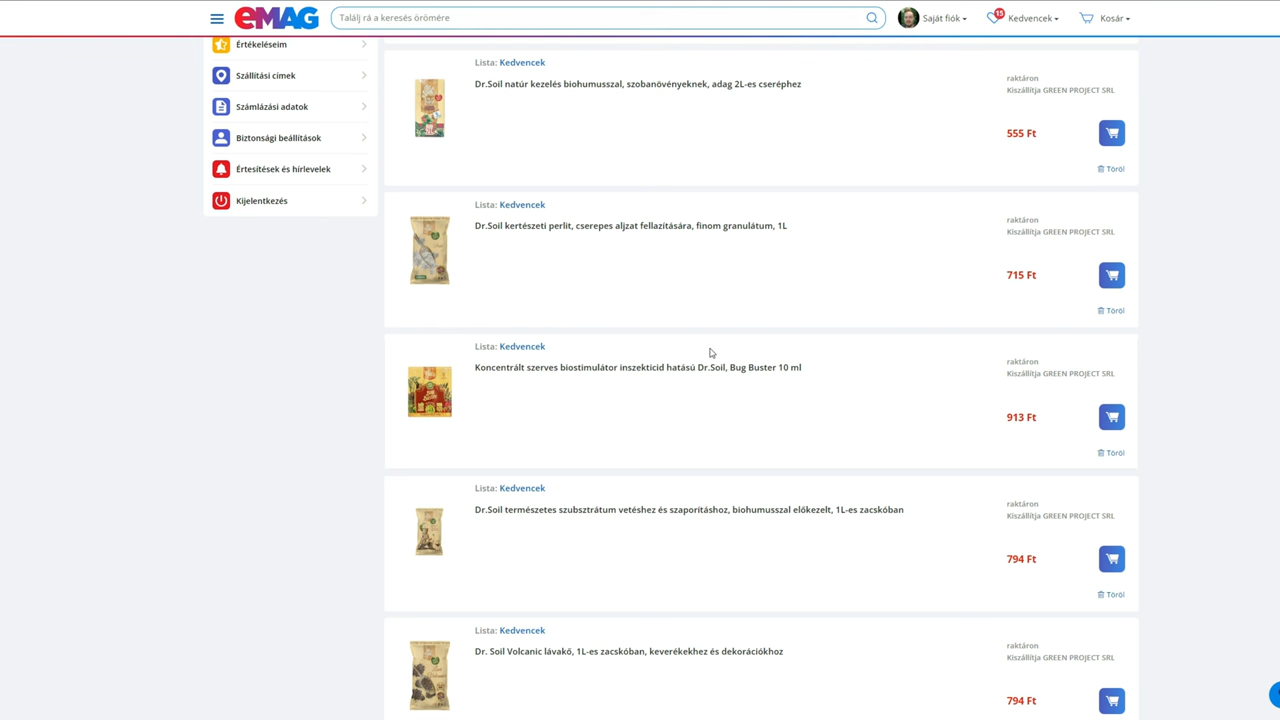 eMAG
Találj rá a keresés örömére
Saját fiók
15
Kedvencek
Kosár
Értékeléseim
Szállítási címek
Számlázási adatok
Biztonsági beállítások
Értesítések és hírlevelek
Kijelentkezés
Lista: Kedvencek
Dr.Soil natúr kezelés biohumusszal, szobanövényeknek, adag 2L-es cseréphez
raktáron
Kiszállítja GREEN PROJECT SRL
555 Ft
Töröl
Lista: Kedvencek
Dr.Soil kertészeti perlit, cserepes aljzat fellazítására, finom granulátum, 1L
raktáron
Kiszállítja GREEN PROJECT SRL
715 Ft
Töröl
Lista: Kedvencek
Koncentrált szerves biostimulátor inszekticid hatású Dr.Soil, Bug Buster 10 ml
raktáron
Kiszállítja GREEN PROJECT SRL
913 Ft
Töröl
Lista: Kedvencek
Dr.Soil természetes szubsztrátum vetéshez és szaporításhoz, biohumusszal előkezelt, 1L-es zacskóban
raktáron
Kiszállítja GREEN PROJECT SRL
794 Ft
Töröl
Lista: Kedvencek
Dr. Soil Volcanic lávakő, 1L-es zacskóban, keverékekhez és dekorációkhoz
raktáron
Kiszállítja GREEN PROJECT SRL
794 Ft